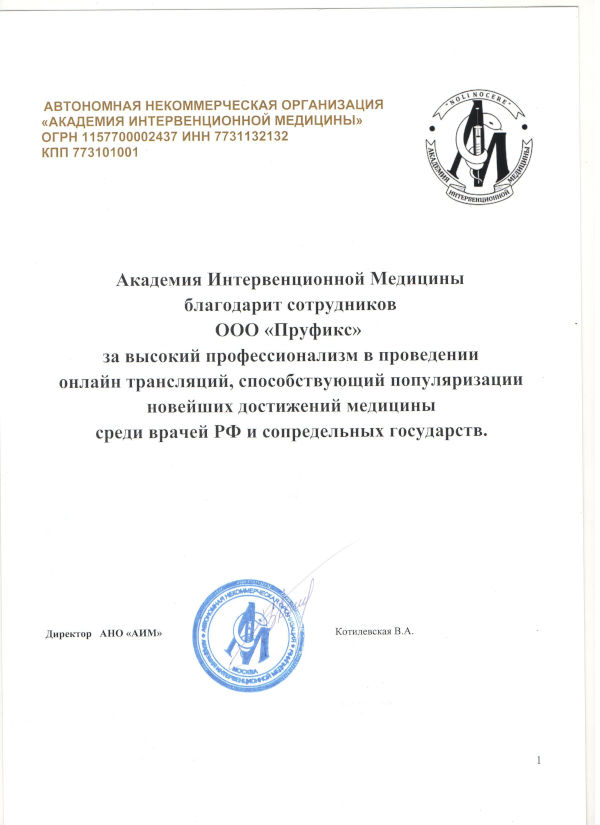 АВТОНОМНАЯ НЕКОММЕРЧЕСКАЯ ОРГАНИЗАЦИЯ
«АКАДЕМИЯ ИНТЕРВЕНЦИОННОЙ МЕДИЦИНЫ»
ОГРН 1157700002437 ИНН 7731132132
КПП 773101001
"NOLI NOCERE"
АКАДЕМИЯ
ИНТЕРВЕНЦИОННОЙ
МЕДИЦИНЫ
Академия Интервенционной Медицины
благодарит сотрудников
ООО «Пруфикс»
за высокий профессионализм в проведении
онлайн трансляций, способствующий популяризации
новейших достижений медицины
среди врачей РФ и сопредельных государств.
АВТОНОМНАЯ НЕКОММЕРЧЕСКАЯ ОРГАНИЗАЦИЯ
АКАДЕМИЯ ИНТЕРВЕНЦИОННОЙ МЕДИЦИНЫ
МОСКВА
Директор АНО «АИМ»
Котилевская В.А.
1